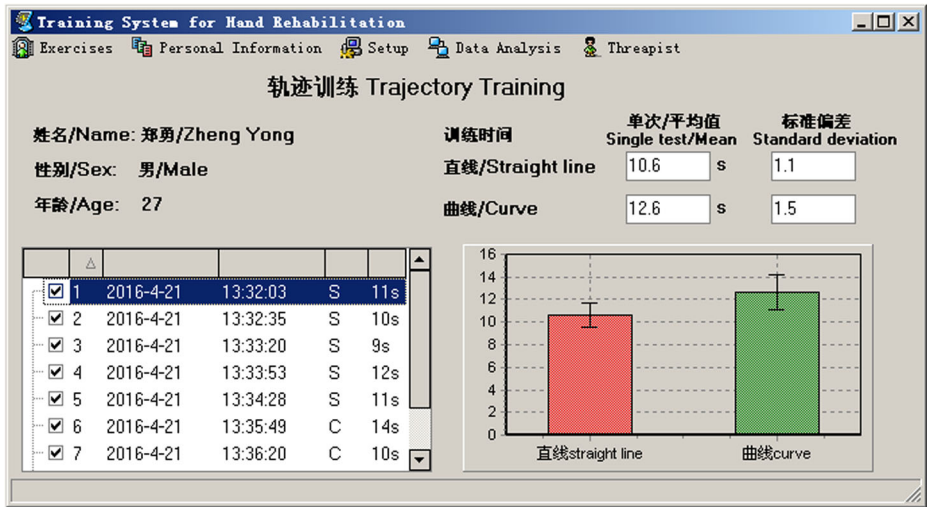 Training System for Hand Rehabilitation
Exercises Personal Information Setup Data Analysis Threapist
轨迹训练 Trajectory Training
姓名/Name: 郑勇/Zheng Yong
性别/Sex: 男/Male
年龄/Age: 27
训练时间 单次/平均值 标准偏差
Single test/Mean Standard deviation
直线/Straight line 10.6 s 1.1
曲线/Curve 12.6 s 1.5
1 2016-4-21 13:32:03 S 11s
2 2016-4-21 13:32:35 S 10s
3 2016-4-21 13:33:20 S 9s
4 2016-4-21 13:33:53 S 12s
5 2016-4-21 13:34:28 S 11s
6 2016-4-21 13:35:49 C 14s
7 2016-4-21 13:36:20 C 10s
16
14
12
10
8
6
4
2
0
直线straight line 曲线curve